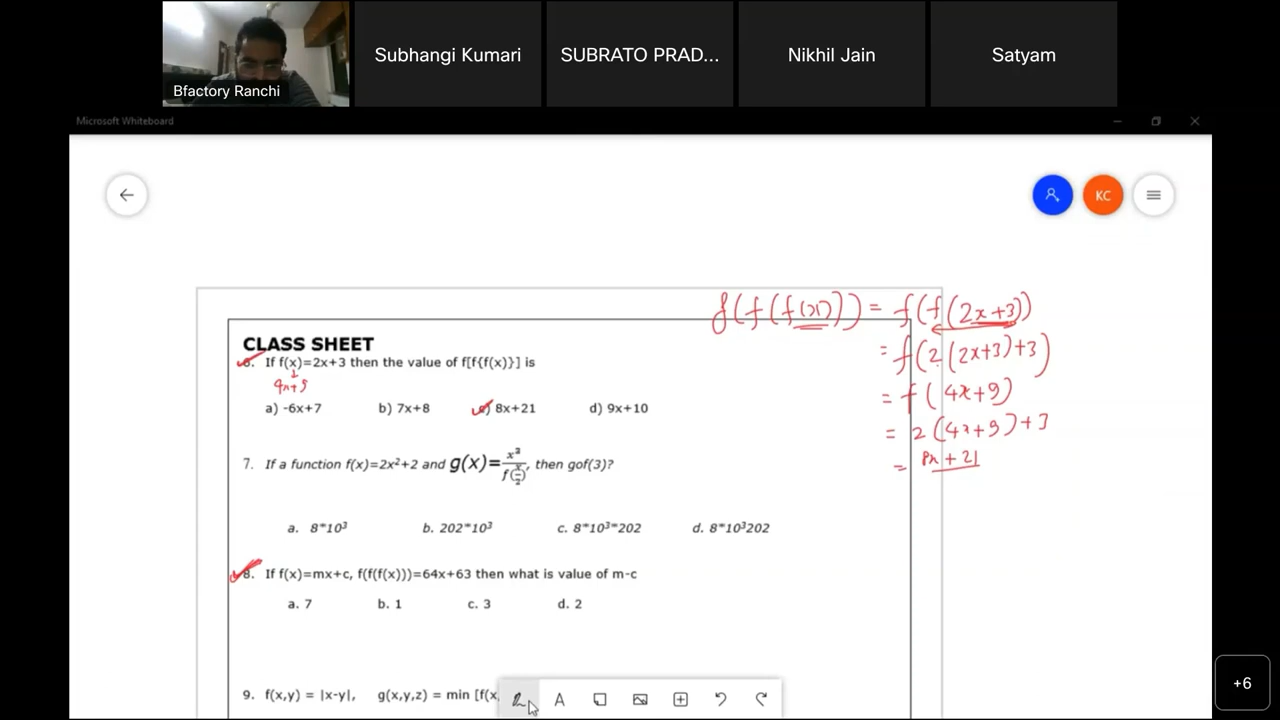 Subhangi Kumari
SUBRATO PRAD...
Nikhil Jain
Satyam
Bfactory Ranchi
Microsoft Whiteboard
KC
f(f(f(x))) = f(f(2x+3))
= f(2(2x+3)+3)
= f(4x+9)
= 2(4x+9)+3
= 8x+21
CLASS SHEET
6. If f(x)=2x+3 then the value of f[f{f(x)}] is
4x+5
a) -6x+7 b) 7x+8 c) 8x+21 d) 9x+10
7. If a function f(x)=2x²+2 and g(x)=x³/f(x/2), then gof(3)?
a. 8*10³ b. 202*10³ c. 8*10³*202 d. 8*10³202
8. If f(x)=mx+c, f(f(f(x)))=64x+63 then what is value of m-c
a. 7 b. 1 c. 3 d. 2
9. f(x,y) = |x-y|, g(x,y,z) = min [f(x,
A
+6